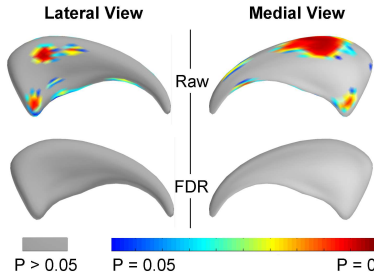 Lateral View Medial View
Raw
FDR
P > 0.05 P = 0.05 P = 0